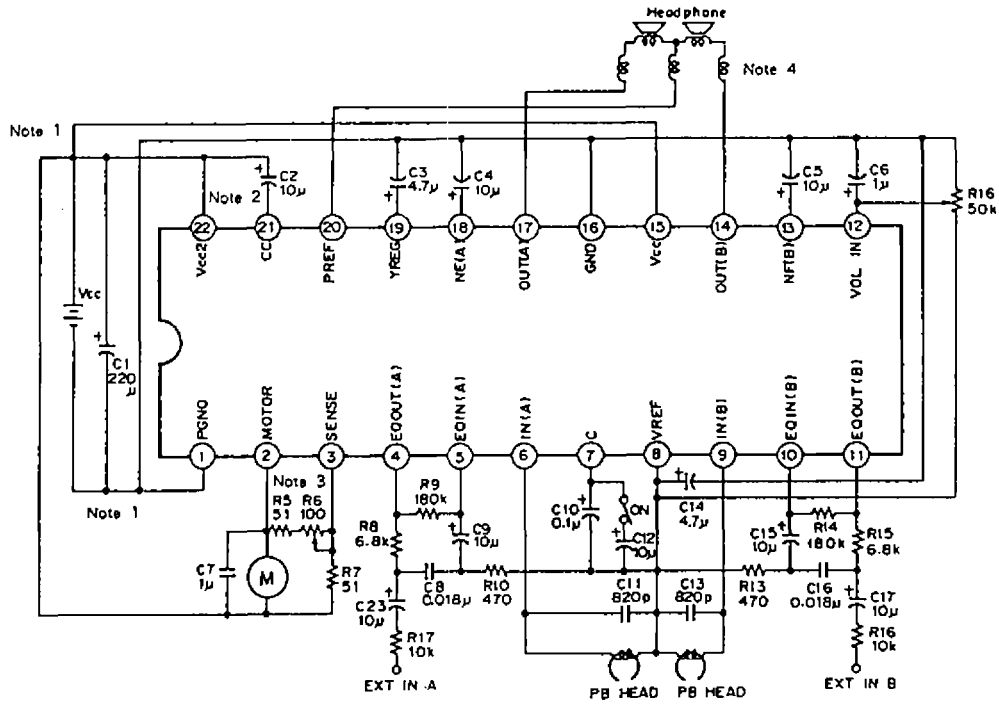 Headphone
Note 4
Note 1
C2
10μ
Note 2
C3
4.7μ
C4
10μ
C5
10μ
C6
1μ
R16
50k
22
21
20
19
18
17
16
15
14
13
12
Vcc2
CC
PREF
YREG
NE(A)
OUT(A)
GND
Vcc
OUT(B)
NF(B)
VOL IN
Vcc
C1
220
μ
PGND
MOTOR
SENSE
EQOUT(A)
EQIN(A)
IN(A)
C
VREF
IN(B)
EQIN(B)
EQOUT(B)
1
2
3
4
5
6
7
8
9
10
11
Note 1
Note 3
R5
51
R6
100
R9
180k
R8
6.8k
C9
10μ
C10
0.1μ
ON
C12
10μ
C14
4.7μ
C15
10μ
R14
180k
R15
6.8k
C7
1μ
M
R7
51
C8
0.018μ
R10
470
C11
820p
C13
820p
R13
470
C16
0.018μ
C23
10μ
C17
10μ
R17
10k
R16
10k
EXT IN A
PB HEAD
PB HEAD
EXT IN B